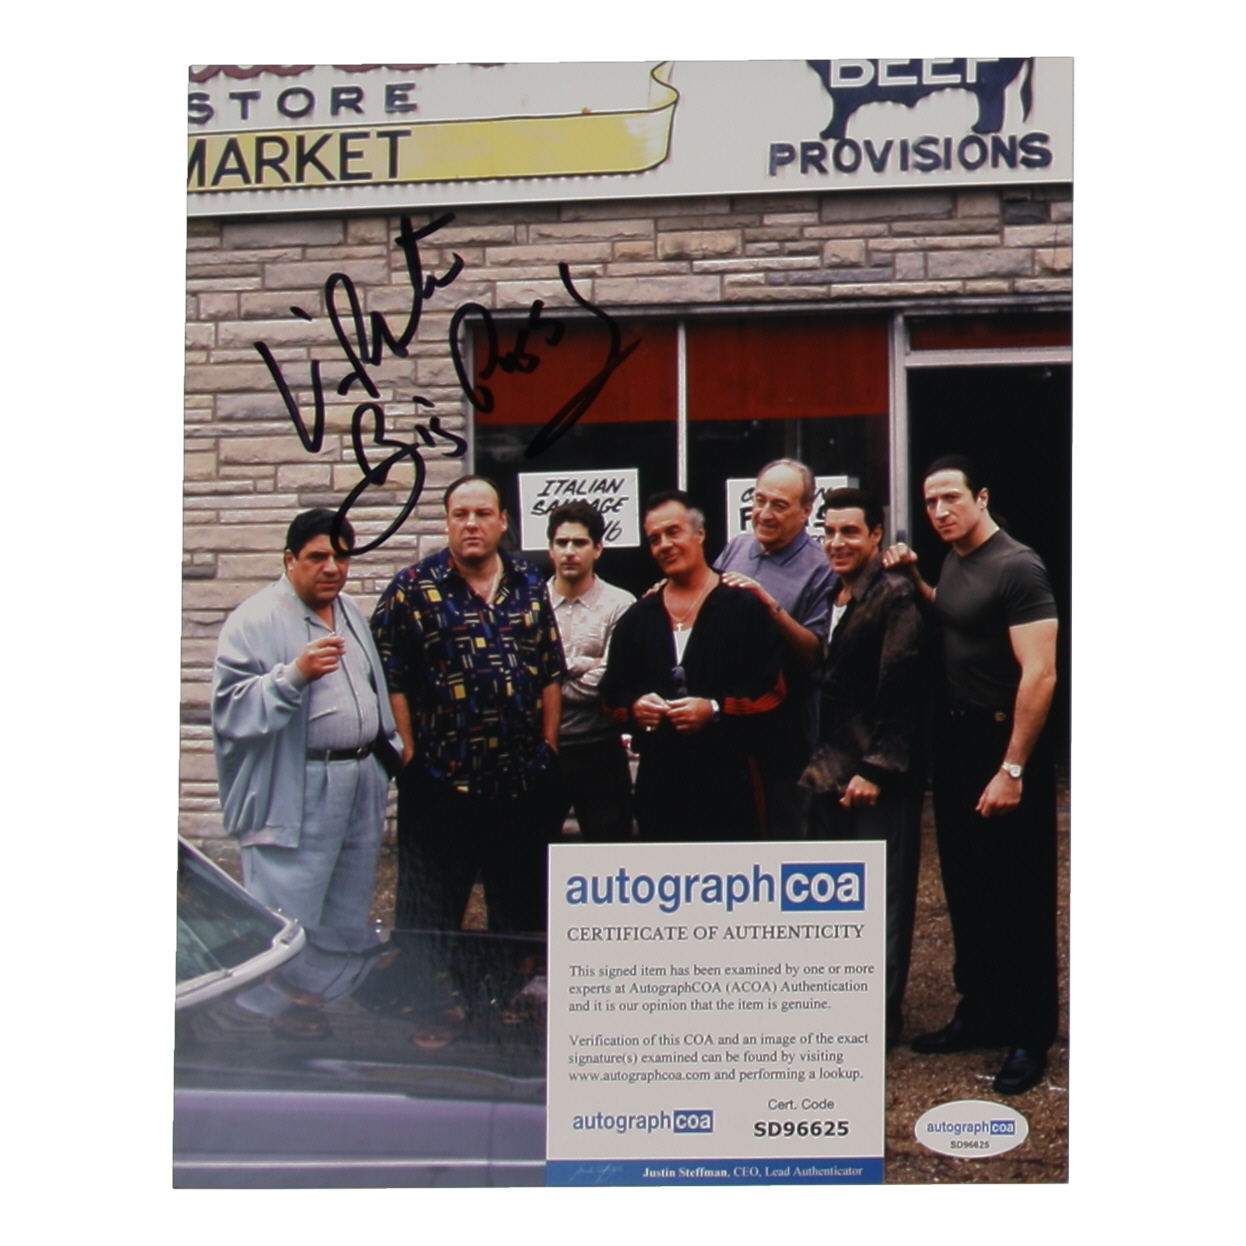 BEEF
STORE
MARKET
PROVISIONS
Big Pussy
ITALIAN
SAUSAGE
autographcoa
CERTIFICATE OF AUTHENTICITY
This signed item has been examined by one or more
experts at AutographCOA (ACOA) Authentication
and it is our opinion that the item is genuine.
Verification of this COA and an image of the exact
signature(s) examined can be found by visiting
www.autographcoa.com and performing a lookup.
autographcoa
Cert. Code
SD96625
Justin Steffman, CEO, Lead Authenticator
autographcoa
SD96625